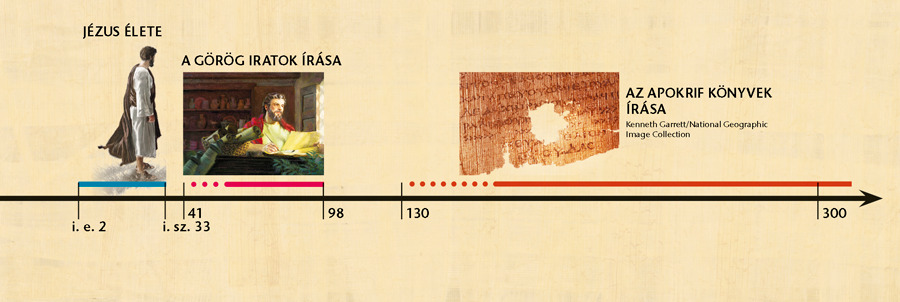 JÉZUS ÉLETE
A GÖRÖG IRATOK ÍRÁSA
AZ APOKRIF KÖNYVEK
ÍRÁSA
Kenneth Garrett/National Geographic
Image Collection
i. e. 2
i. sz. 33
41
98
130
300